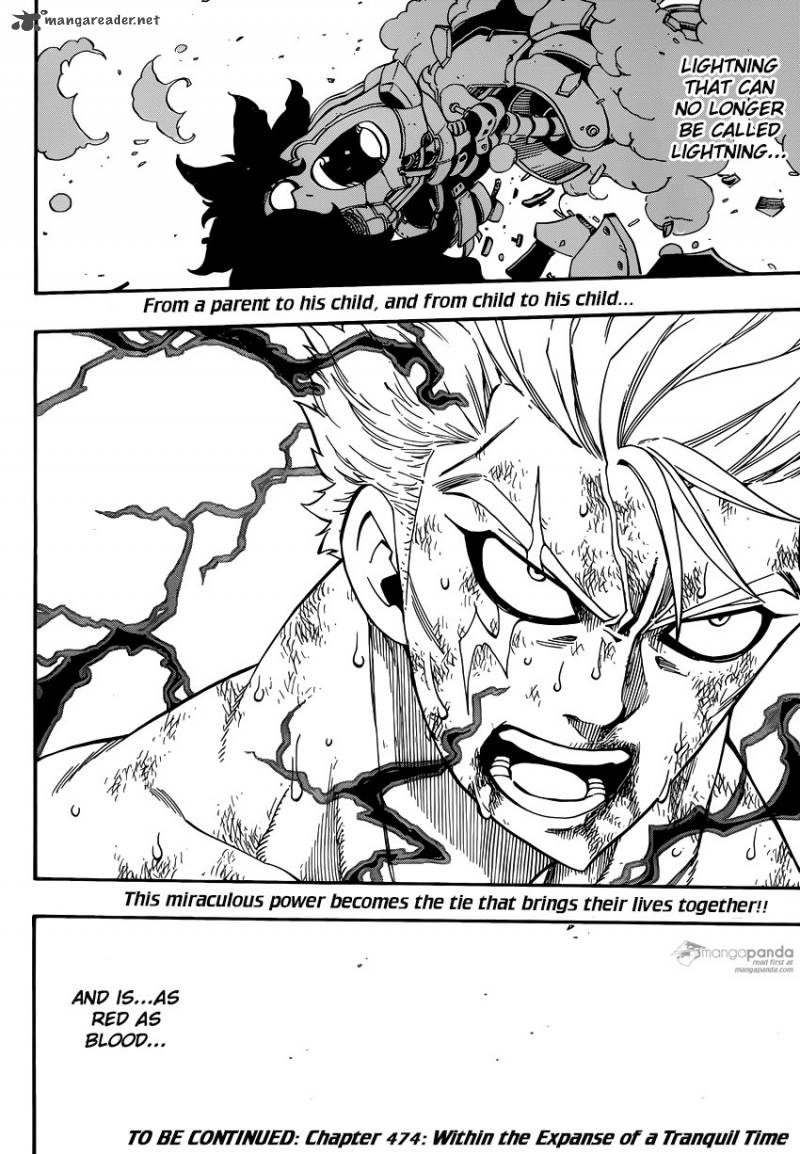 mangareader.net
LIGHTNING
THAT CAN
NO LONGER
BE CALLED
LIGHTNING...
From a parent to his child, and from child to his child...
This miraculous power becomes the tie that brings their lives together!!
mangapanda
read first at
mangapanda.com
AND IS...AS
RED AS
BLOOD...
TO BE CONTINUED: Chapter 474: Within the Expanse of a Tranquil Time